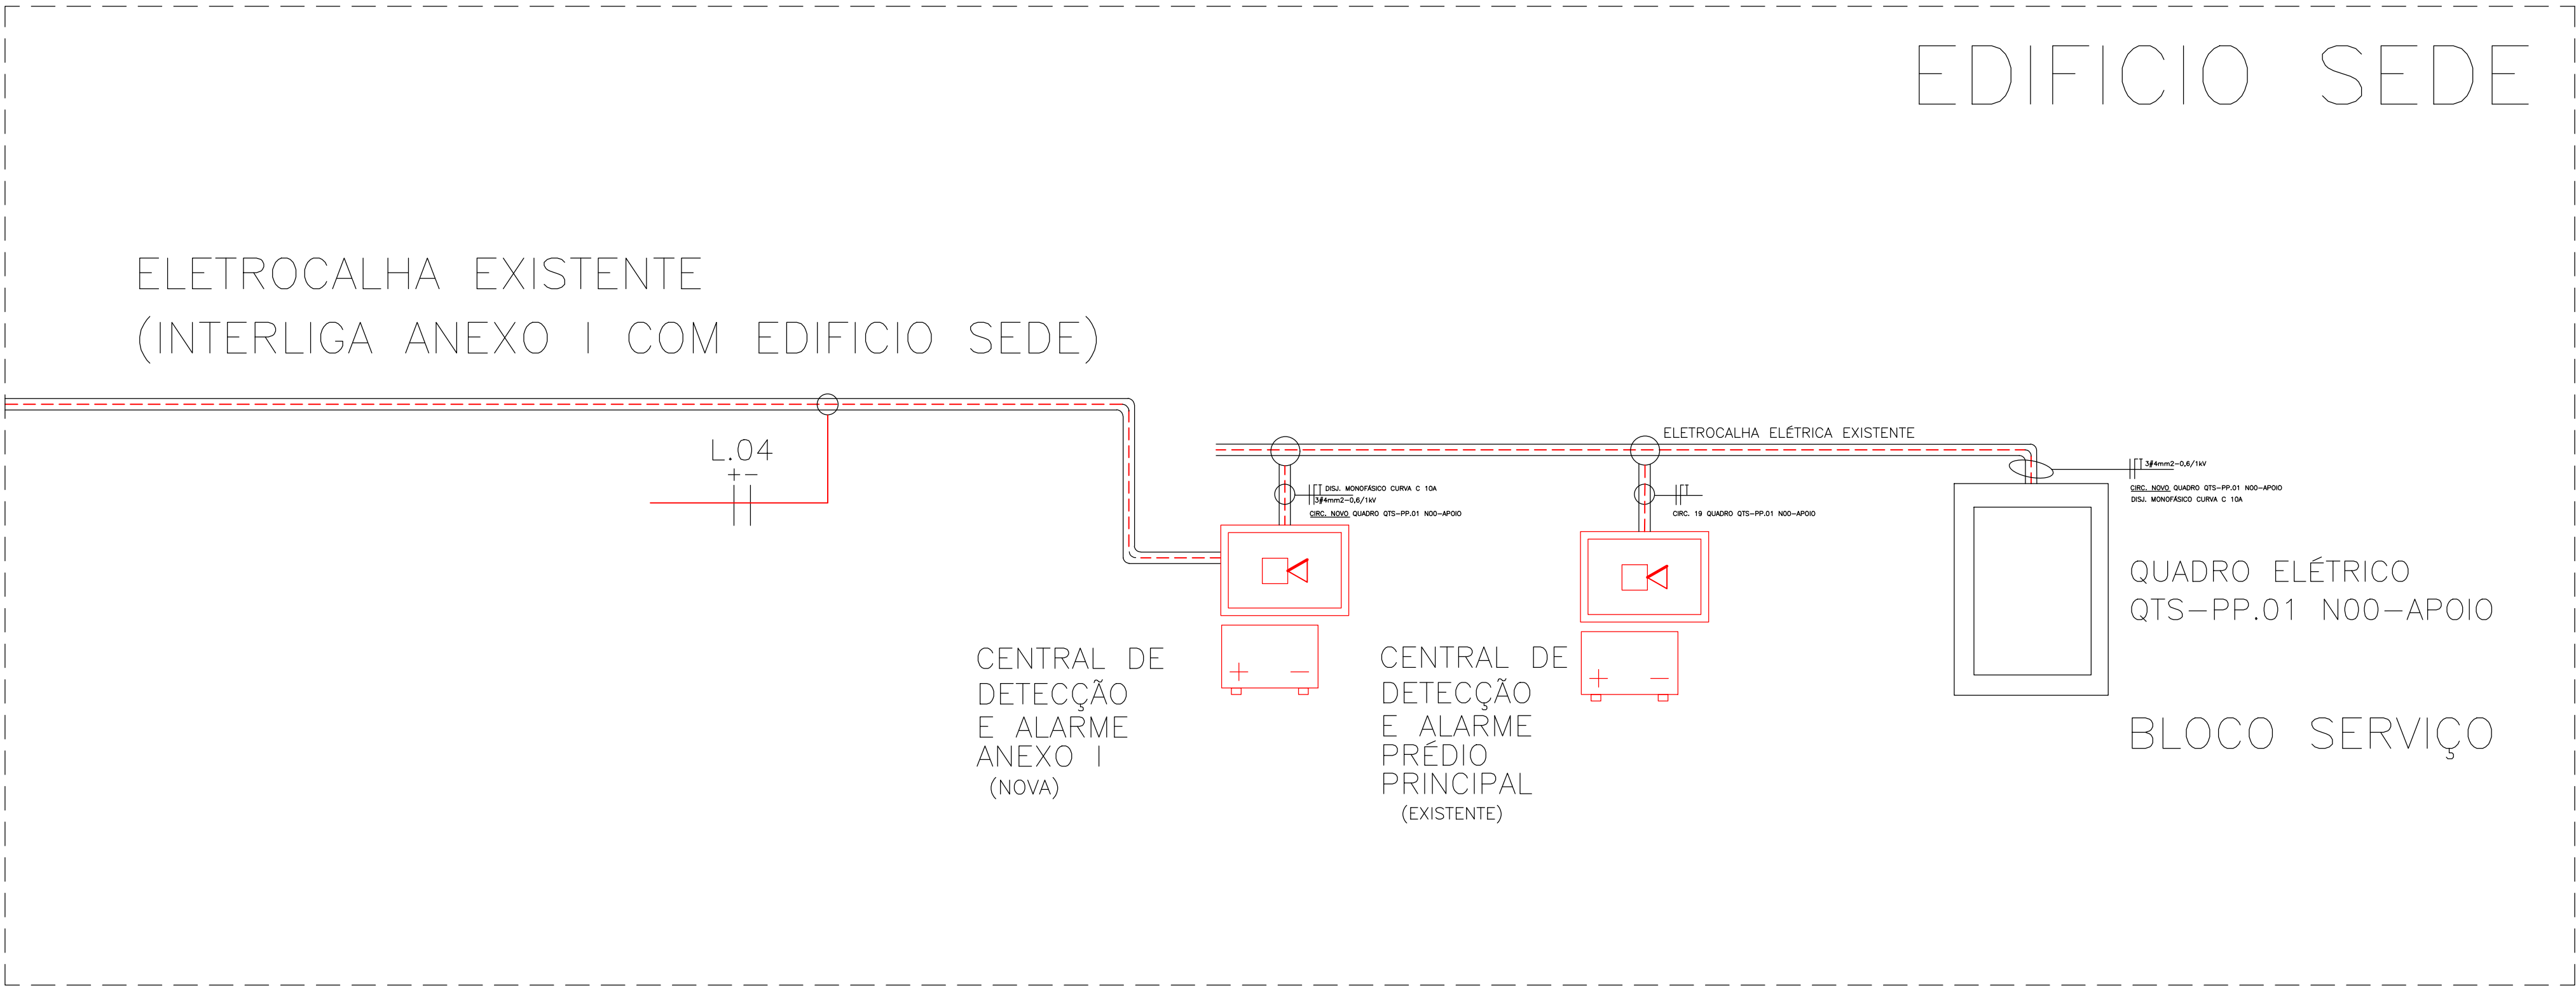 EDIFICIO SEDE
ELETROCALHA EXISTENTE
(INTERLIGA ANEXO I COM EDIFICIO SEDE)
L.04
+-
ELETROCALHA ELÉTRICA EXISTENTE
DISJ. MONOFÁSICO CURVA C 10A
3#4mm2-0,6/1kV
CIRC. NOVO QUADRO QTS-PP.01 N00-APOIO
CIRC. 19 QUADRO QTS-PP.01 N00-APOIO
3#4mm2-0,6/1kV
CIRC. NOVO QUADRO QTS-PP.01 N00-APOIO
DISJ. MONOFÁSICO CURVA C 10A
QUADRO ELÉTRICO
QTS-PP.01 N00-APOIO
BLOCO SERVIÇO
+ -
CENTRAL DE
DETECÇÃO
E ALARME
ANEXO I
(NOVA)
+ -
CENTRAL DE
DETECÇÃO
E ALARME
PRÉDIO
PRINCIPAL
(EXISTENTE)